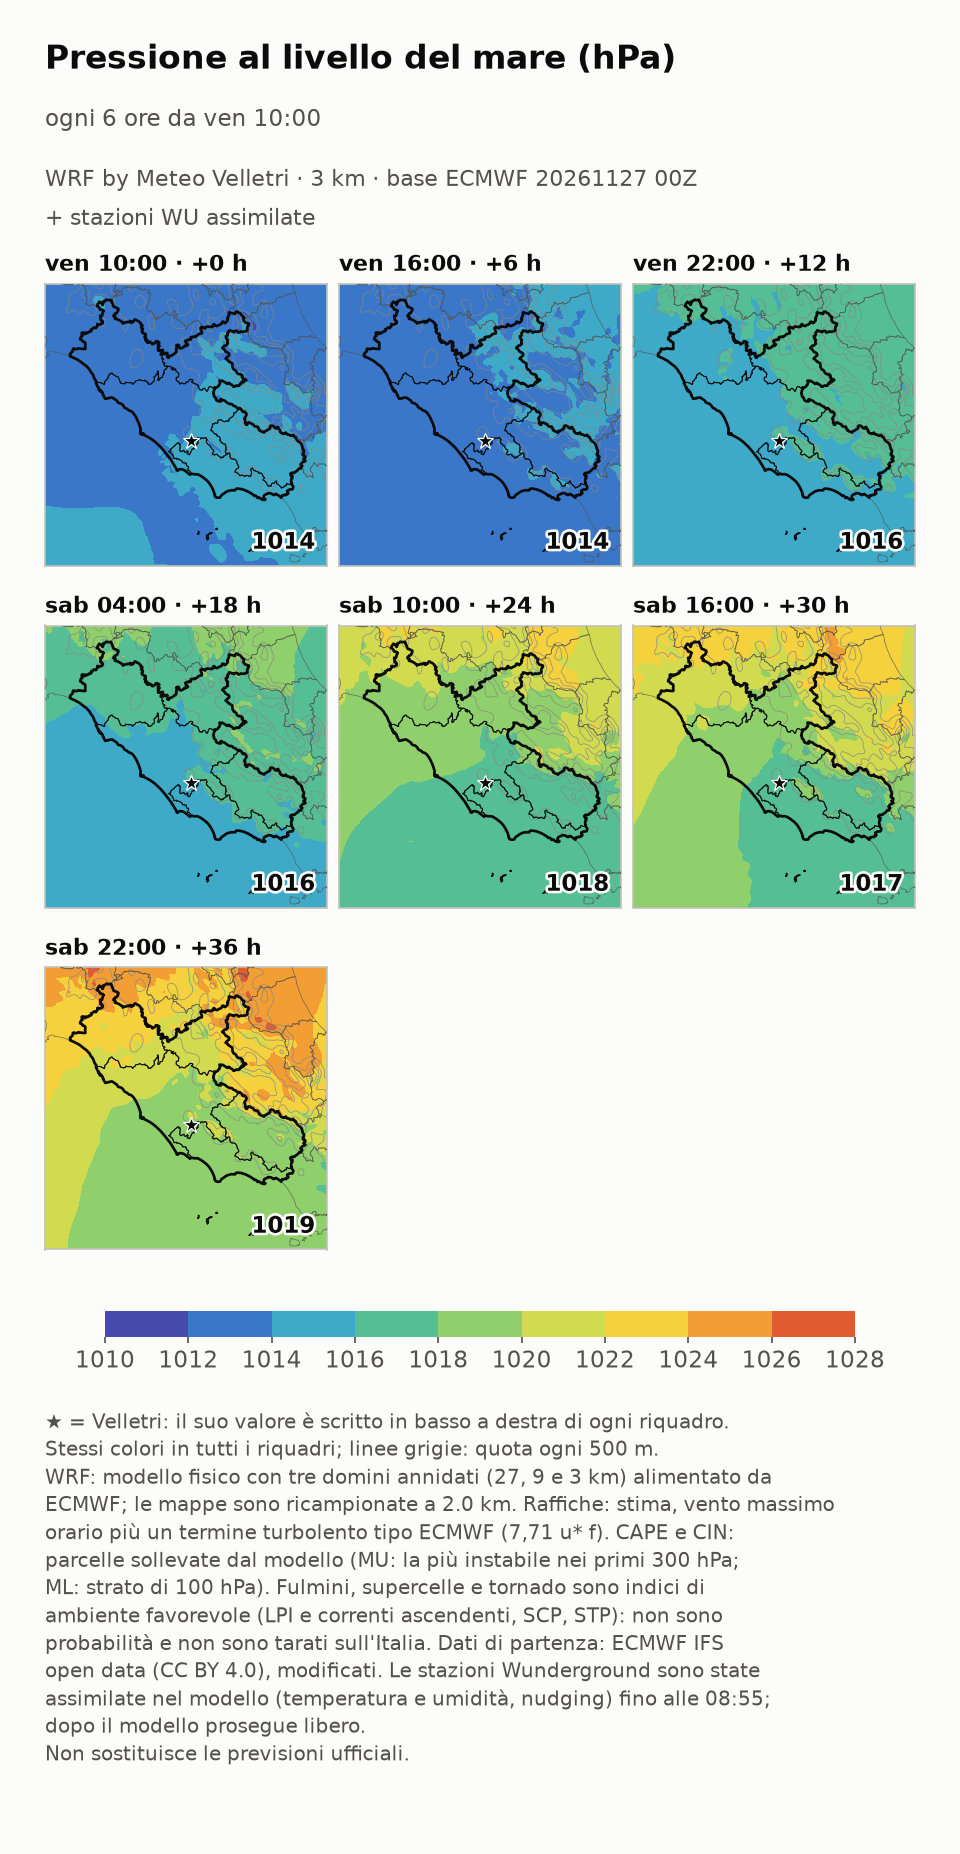 Pressione al livello del mare (hPa)
ogni 6 ore da ven 10:00
WRF by Meteo Velletri · 3 km · base ECMWF 20261127 00Z
+ stazioni WU assimilate
ven 10:00 · +0 h
ven 16:00 · +6 h
ven 22:00 · +12 h
1014
1014
1016
sab 04:00 · +18 h
sab 10:00 · +24 h
sab 16:00 · +30 h
1016
1018
1017
sab 22:00 · +36 h
1019
1010 1012 1014 1016 1018 1020 1022 1024 1026 1028
★ = Velletri: il suo valore è scritto in basso a destra di ogni riquadro.
Stessi colori in tutti i riquadri; linee grigie: quota ogni 500 m.
WRF: modello fisico con tre domini annidati (27, 9 e 3 km) alimentato da
ECMWF; le mappe sono ricampionate a 2.0 km. Raffiche: stima, vento massimo
orario più un termine turbolento tipo ECMWF (7,71 u* f). CAPE e CIN:
parcelle sollevate dal modello (MU: la più instabile nei primi 300 hPa;
ML: strato di 100 hPa). Fulmini, supercelle e tornado sono indici di
ambiente favorevole (LPI e correnti ascendenti, SCP, STP): non sono
probabilità e non sono tarati sull'Italia. Dati di partenza: ECMWF IFS
open data (CC BY 4.0), modificati. Le stazioni Wunderground sono state
assimilate nel modello (temperatura e umidità, nudging) fino alle 08:55;
dopo il modello prosegue libero.
Non sostituisce le previsioni ufficiali.